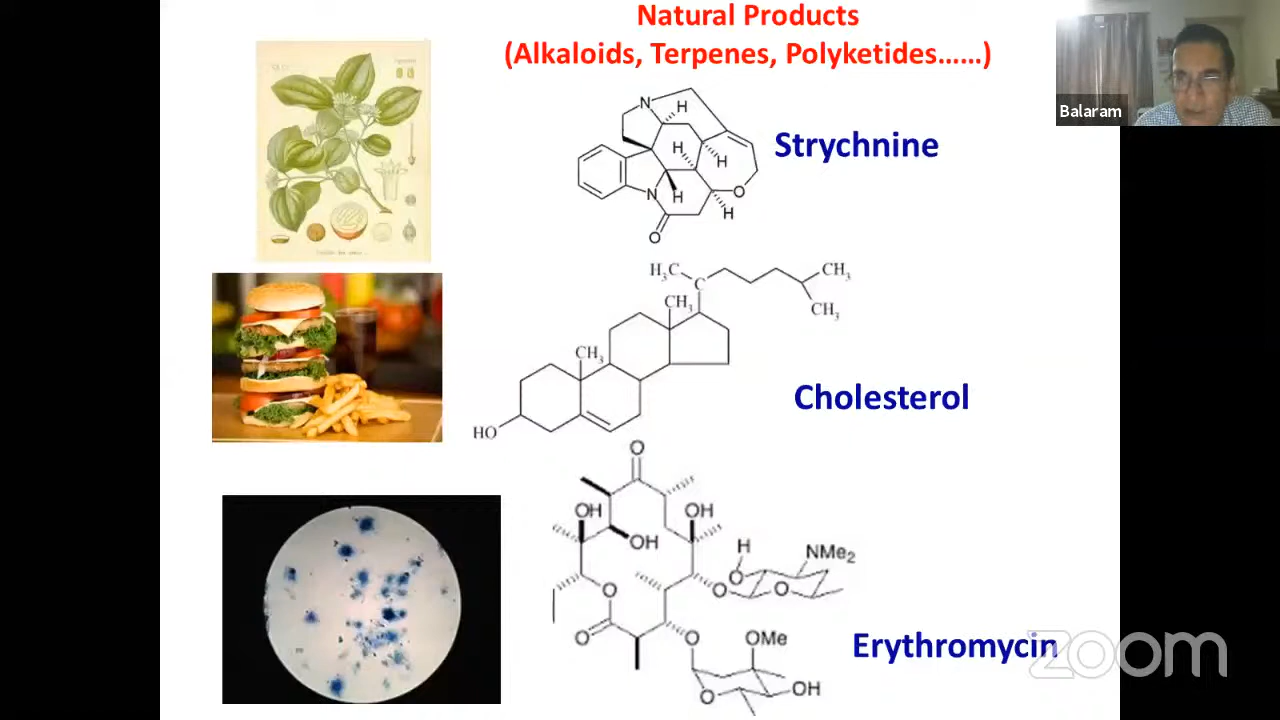 Natural Products
(Alkaloids, Terpenes, Polyketides......)
Balaram
N
H
Strychnine
H
H
N
H
O
H
O
H3C
C
CH3
CH3
CH3
CH3
Cholesterol
HO
O
OH
OH
OH
H
NMe2
O
O
O
O
O
O
OMe
Erythromycin
zoom
O
OH